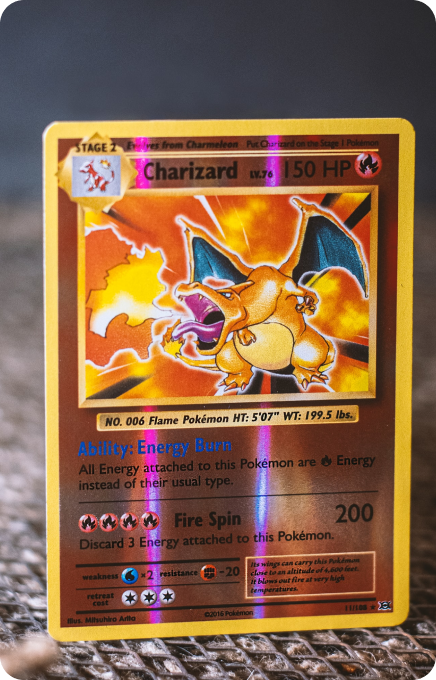 STAGE 2 Evolves from Charmeleon Put Charizard on the Stage 1 Pokémon
Charizard LV.76 150 HP
NO. 006 Flame Pokémon HT: 5'07" WT: 199.5 lbs.
Ability: Energy Burn
All Energy attached to this Pokémon are Energy
instead of their usual type.
Fire Spin 200
Discard 3 Energy attached to this Pokémon.
weakness ×2 resistance -20
retreat
cost
Its wings can carry this Pokémon
close to an altitude of 4,600 feet.
It blows out fire at very high
temperatures.
Illus. Mitsuhiro Arita ©2016 Pokémon 11/108 ★